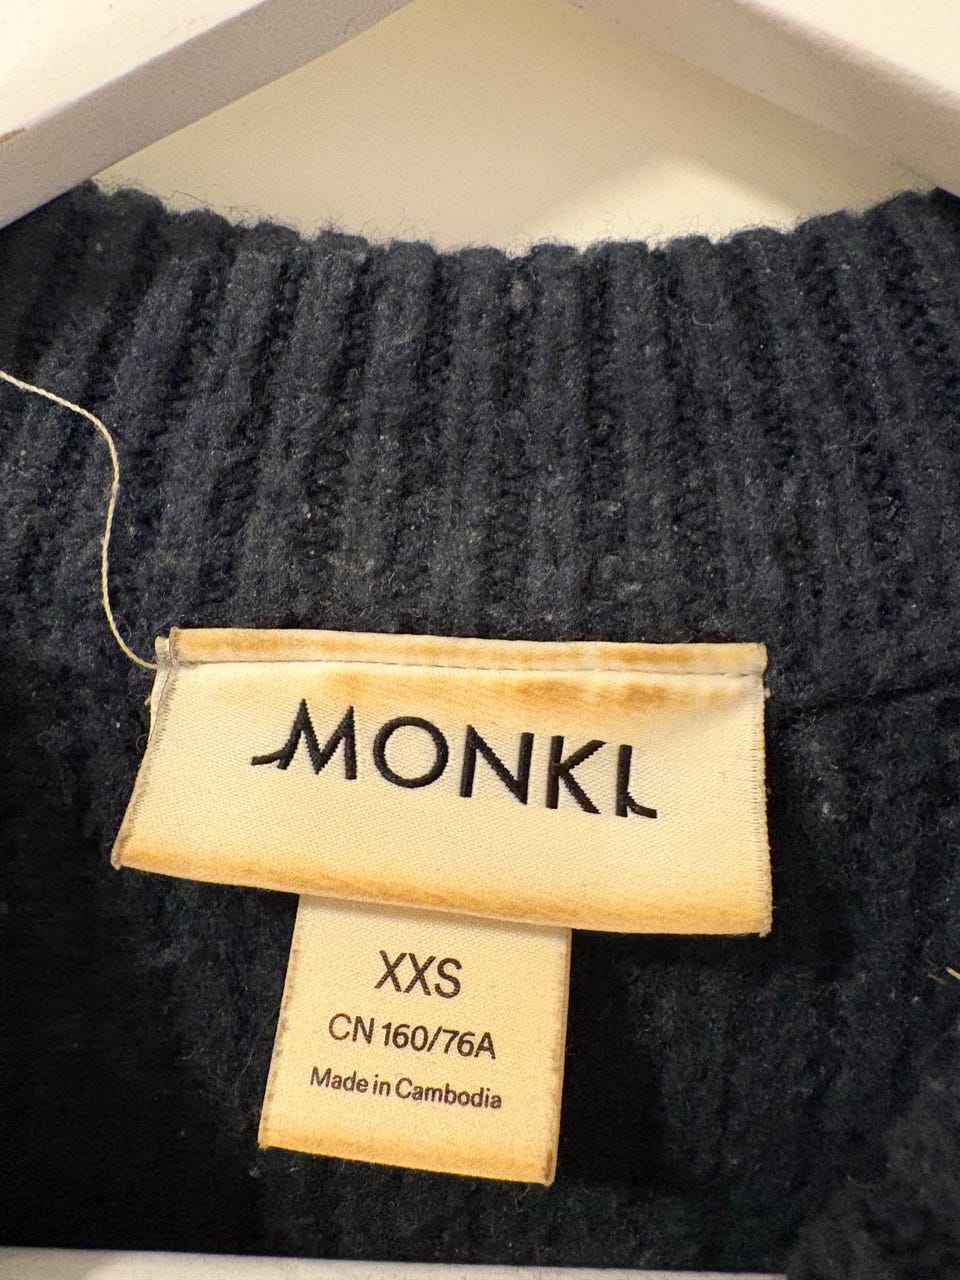 MONKI
XXS
CN 160/76A
Made in Cambodia